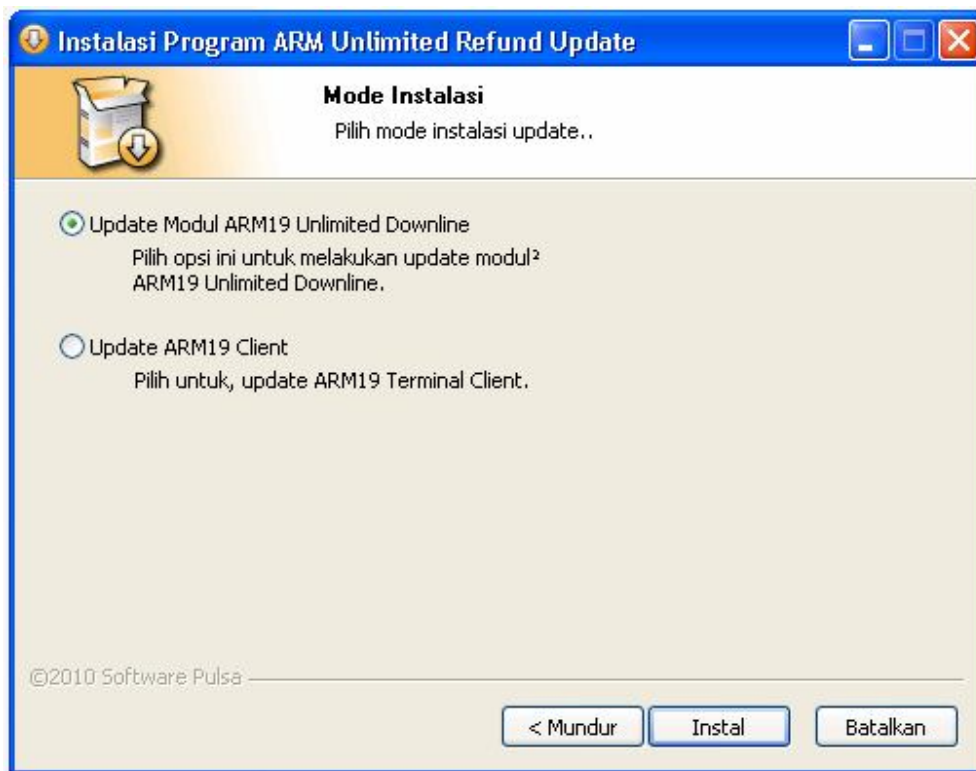 Instalasi Program ARM Unlimited Refund Update
Mode Instalasi
Pilih mode instalasi update..
Update Modul ARM19 Unlimited Downline
Pilih opsi ini untuk melakukan update modul²
ARM19 Unlimited Downline.
Update ARM19 Client
Pilih untuk, update ARM19 Terminal Client.
©2010 Software Pulsa
< Mundur
Instal
Batalkan